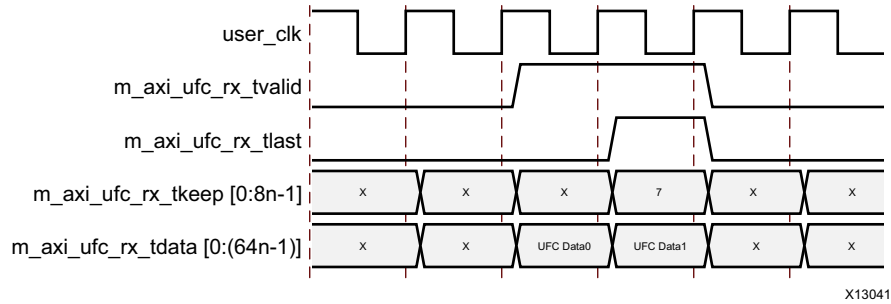 user_clk
m_axi_ufc_rx_tvalid
m_axi_ufc_rx_tlast
m_axi_ufc_rx_tkeep [0:8n-1] X X X 7 X X
m_axi_ufc_rx_tdata [0:(64n-1)] X X UFC Data0 UFC Data1 X X
X13041